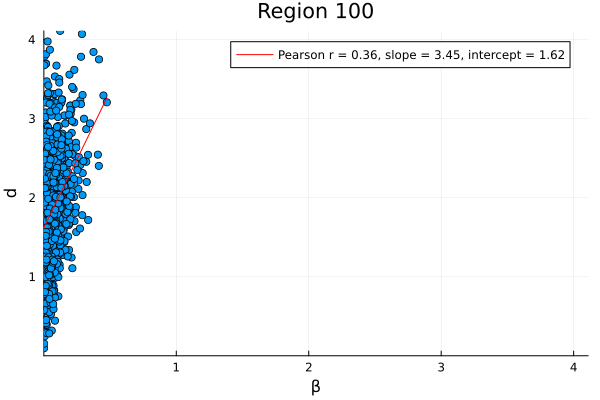 Region 100
Pearson r = 0.36, slope = 3.45, intercept = 1.62
4
3
2
1
d
1
2
3
4
β